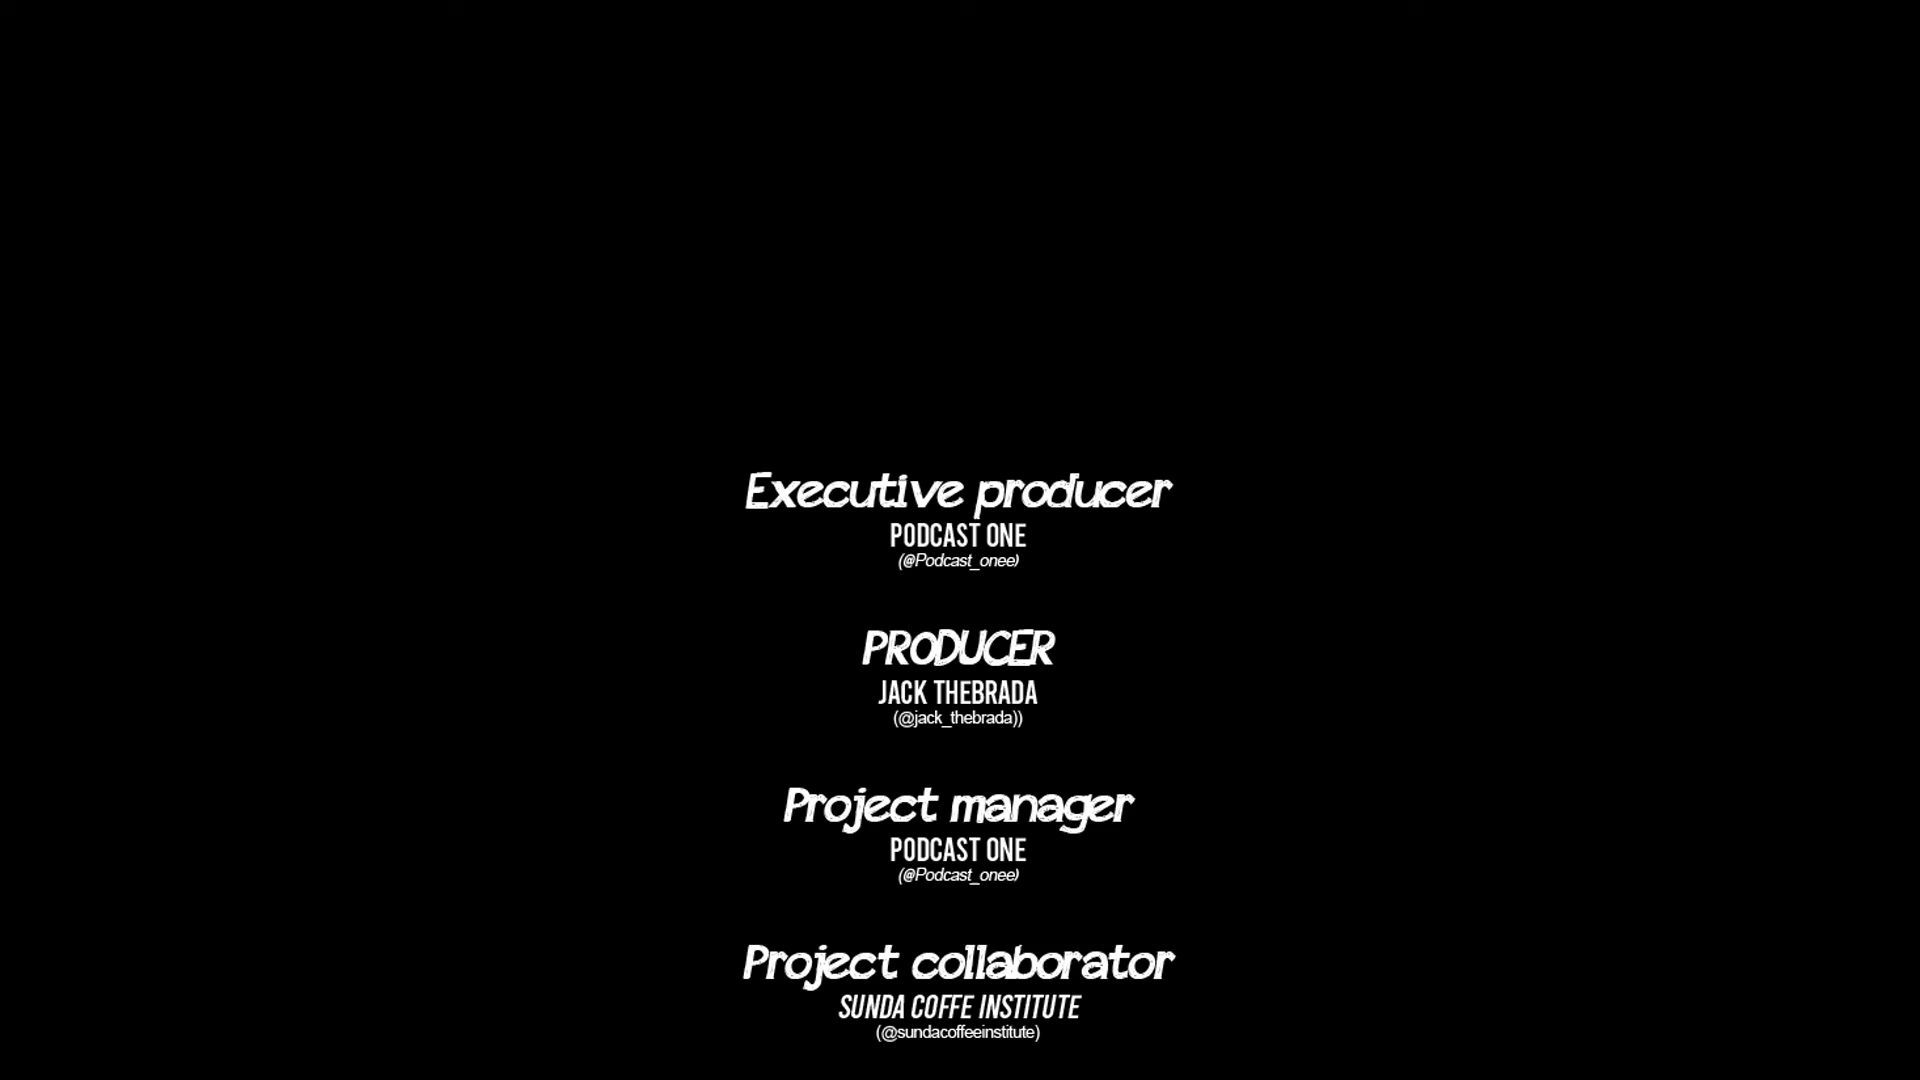 Executive producer
PODCAST ONE
(@Podcast_onee)
PRODUCER
JACK THEBRADA
(@jack_thebrada))
Project manager
PODCAST ONE
(@Podcast_onee)
Project collaborator
SUNDA COFFE INSTITUTE
(@sundacoffeeinstitute)